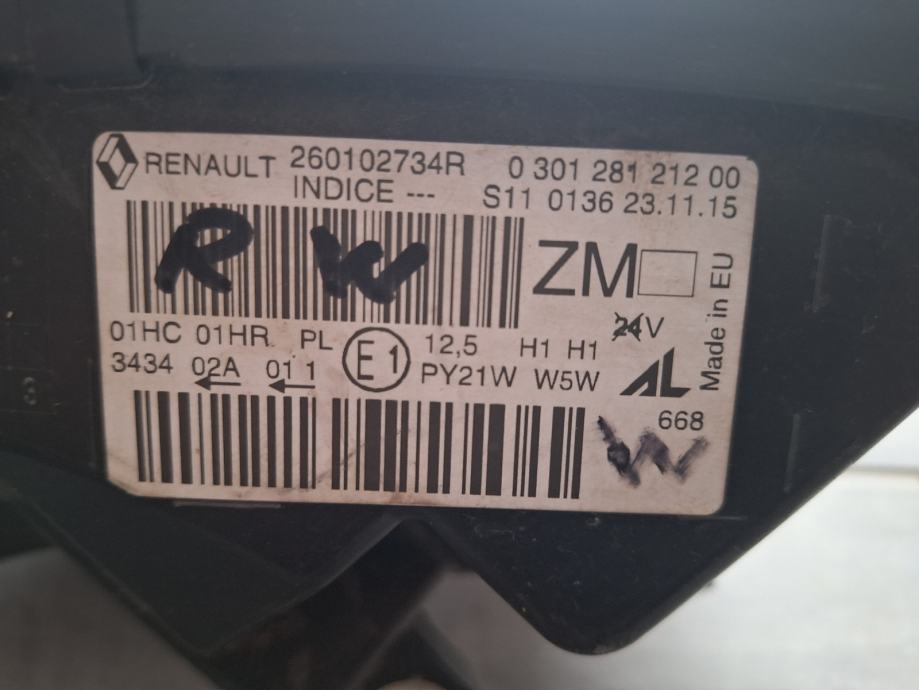 RENAULT 260102734R 0 301 281 212 00
INDICE --- S11 0136 23.11.15
R W
ZM
Made in EU
01HC 01HR PL E1 12,5 H1 H1 24V
3434 02A 01 1 PY21W W5W AL
668
W